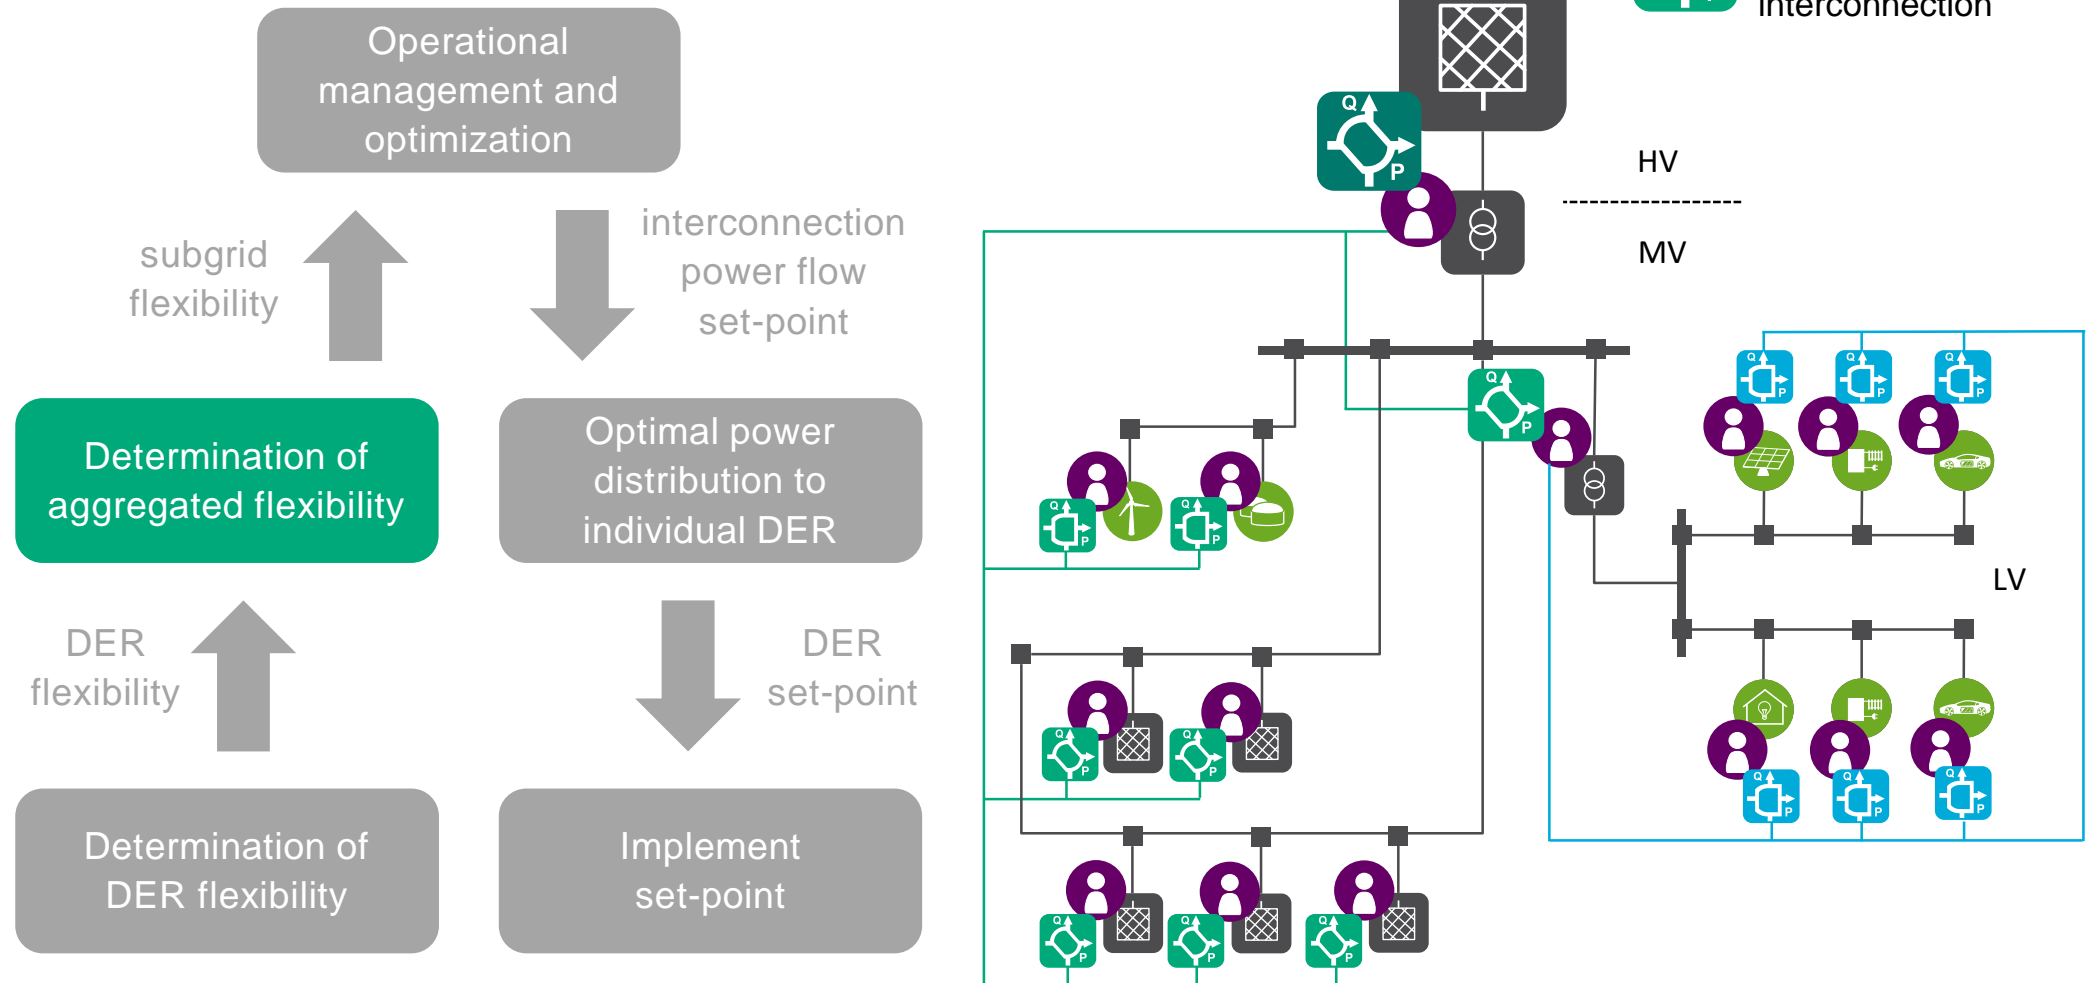 Operational
management and
optimization
subgrid
flexibility
interconnection
power flow
set-point
Determination of
aggregated flexibility
Optimal power
distribution to
individual DER
DER
flexibility
DER
set-point
Determination of
DER flexibility
Implement
set-point
interconnection
Q
P
HV
MV
Q
P
Q
P
Q
P
Q
P
Q
P
Q
P
LV
Q
P
Q
P
Q
P
Q
P
Q
P
Q
P
Q
P
Q
P